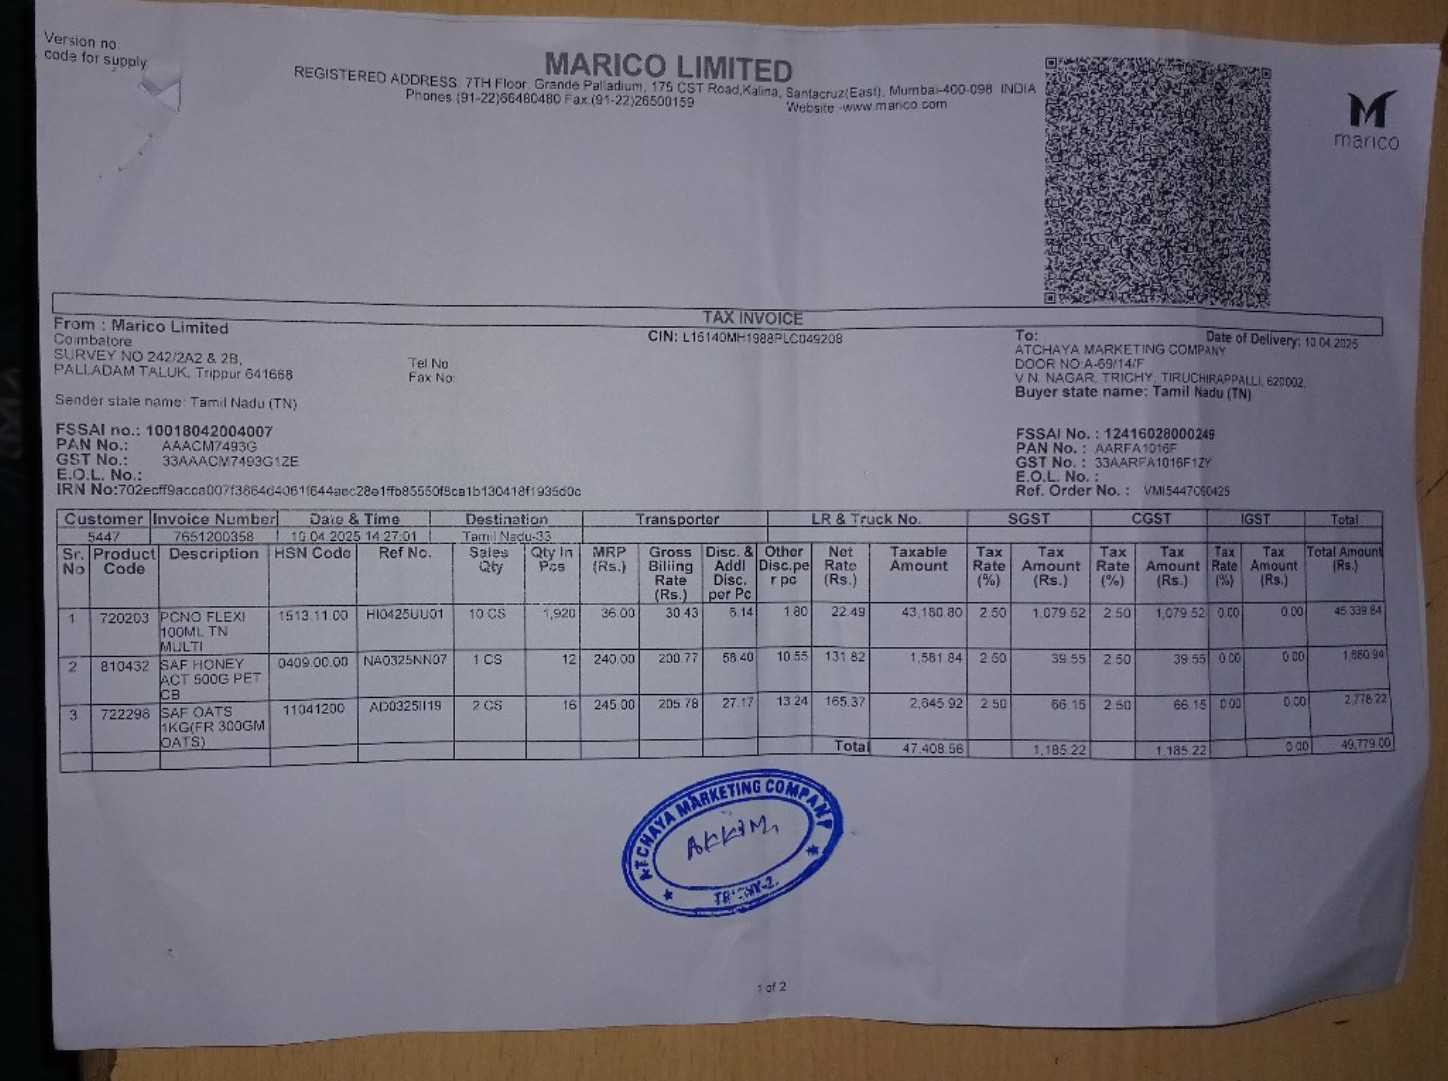 Version no
code for supply
MARICO LIMITED
REGISTERED ADDRESS. 7TH Floor, Grande Palladium, 175 CST Road,Kalina, Santacruz(East), Mumbai-400-098 INDIA
Phones (91-22)66480480 Fax (91-22)26500159 Website -www.marico.com
marico
TAX INVOICE
From : Marico Limited
Coimbatore
SURVEY NO 242/2A2 & 2B,
PALLADAM TALUK, Trippur 641668
Sender state name: Tamil Nadu (TN)
Tel No
Fax No:
CIN: L15140MH1988PLC049208
To: Date of Delivery: 10.04.2025
ATCHAYA MARKETING COMPANY
DOOR NO:A-69/14/F
V N. NAGAR, TRICHY, TIRUCHIRAPPALLI, 620002,
Buyer state name: Tamil Nadu (TN)
FSSAI no.: 10018042004007
PAN No.: AAACM7493G
GST No.: 33AAACM7493G1ZE
E.O.L. No.:
IRN No:
FSSAI No. : 12416028000249
PAN No. : AARFA1016F
GST No. : 33AARFA1016F1ZY
E.O.L. No. :
Ref. Order No. : VMI5447090425
Customer Invoice Number Date & Time Destination Transporter LR & Truck No. SGST CGST IGST Total
5447 7651200358 10.04.2025 14:27:01 Tamil Nadu-33
Sr. No Product Code Description HSN Code Ref No. Sales Qty Qty In Pcs MRP (Rs.) Gross Billing Rate (Rs.) Disc. & Addl Disc. per Pc Other Disc.pe r pc Net Rate (Rs.) Taxable Amount Tax Rate (%) Tax Amount (Rs.) Tax Rate (%) Tax Amount (Rs.) Tax Rate (%) Tax Amount (Rs.) Total Amount (Rs.)
1 720203 PCNO FLEXI 100ML TN MULTI 1513.11.00 HI0425UU01 10 CS 1,920 36.00 30.43 6.14 1.80 22.49 43,180.80 2.50 1,079.52 2.50 1,079.52 0.00 0.00 45,339.84
2 810432 SAF HONEY ACT 500G PET CB 0409.00.00 NA0325NN07 1 CS 12 240.00 200.77 58.40 10.55 131.82 1,581.84 2.50 39.55 2.50 39.55 0.00 0.00 1,660.94
3 722298 SAF OATS 1KG(FR 300GM OATS) 11041200 AD0325II19 2 CS 16 245.00 205.78 27.17 13.24 165.37 2,645.92 2.50 66.15 2.50 66.15 0.00 0.00 2,778.22
Total 47,408.56 1,185.22 1,185.22 0.00 49,779.00
ATCHAYA MARKETING COMPANY
TRICHY-2.
1 of 2